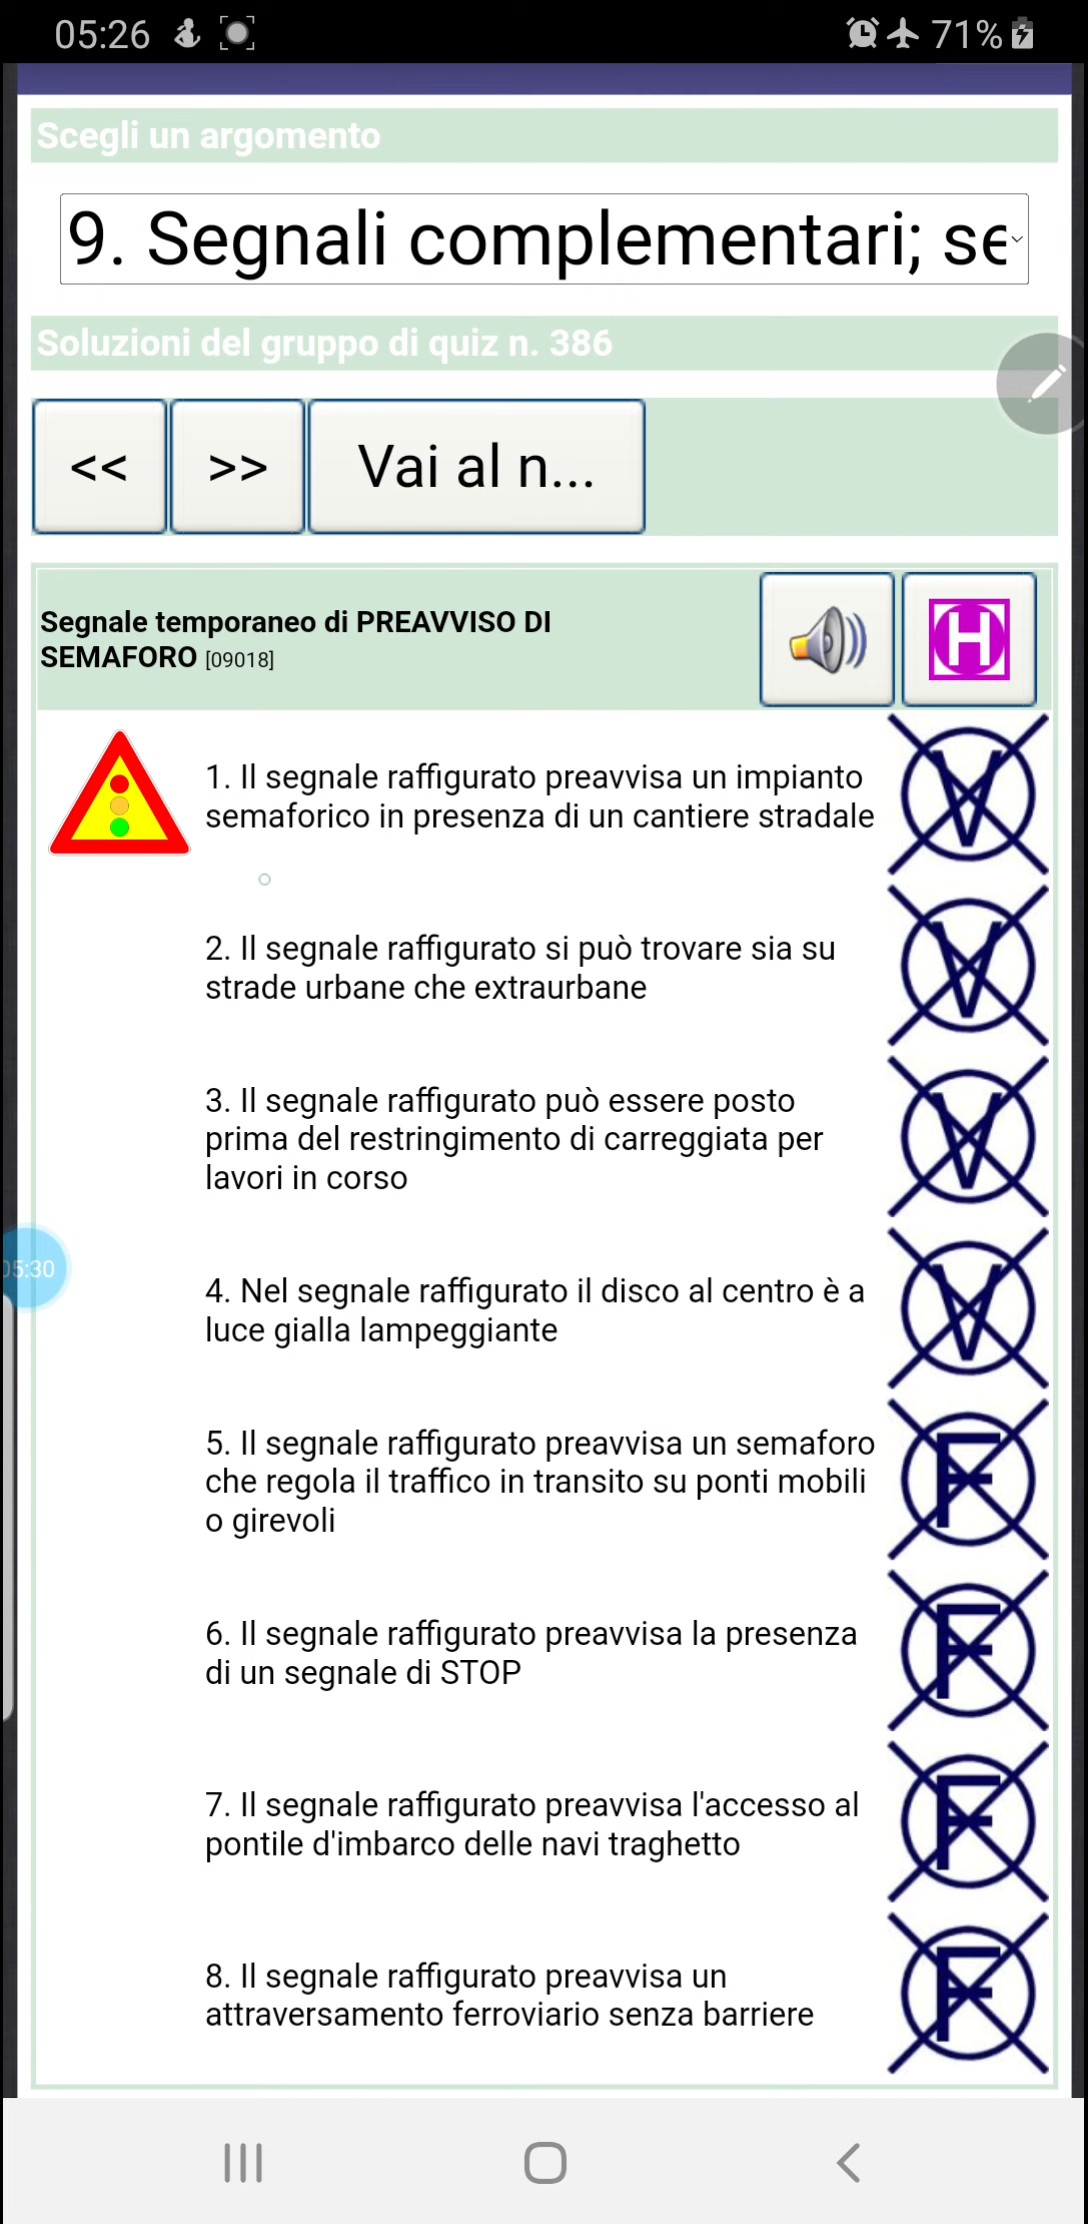 05:26
71%
Scegli un argomento
9. Segnali complementari; se
Soluzioni del gruppo di quiz n. 386
<< >> Vai al n...
Segnale temporaneo di PREAVVISO DI
SEMAFORO [09018]
H
1. Il segnale raffigurato preavvisa un impianto
semaforico in presenza di un cantiere stradale
V
2. Il segnale raffigurato si può trovare sia su
strade urbane che extraurbane
V
3. Il segnale raffigurato può essere posto
prima del restringimento di carreggiata per
lavori in corso
V
05:30
4. Nel segnale raffigurato il disco al centro è a
luce gialla lampeggiante
V
5. Il segnale raffigurato preavvisa un semaforo
che regola il traffico in transito su ponti mobili
o girevoli
F
6. Il segnale raffigurato preavvisa la presenza
di un segnale di STOP
F
7. Il segnale raffigurato preavvisa l'accesso al
pontile d'imbarco delle navi traghetto
F
8. Il segnale raffigurato preavvisa un
attraversamento ferroviario senza barriere
F